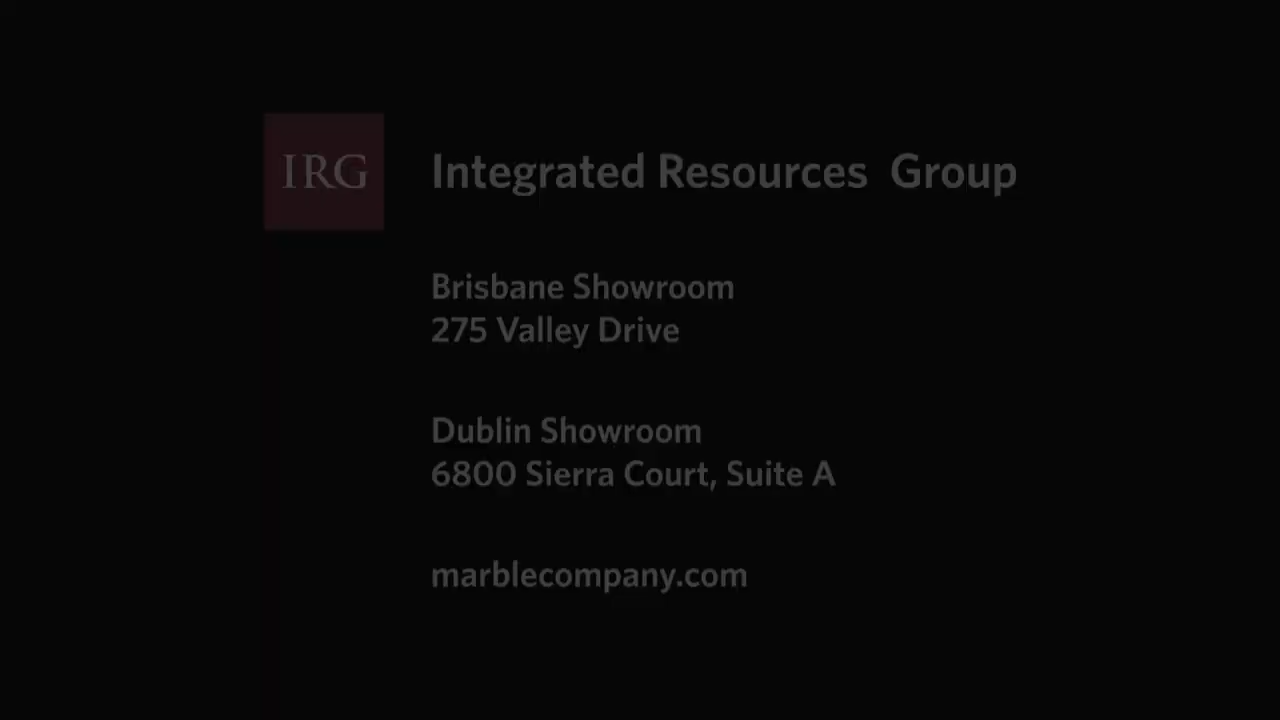 IRG
Integrated Resources Group
Brisbane Showroom
275 Valley Drive
Dublin Showroom
6800 Sierra Court, Suite A
marblecompany.com